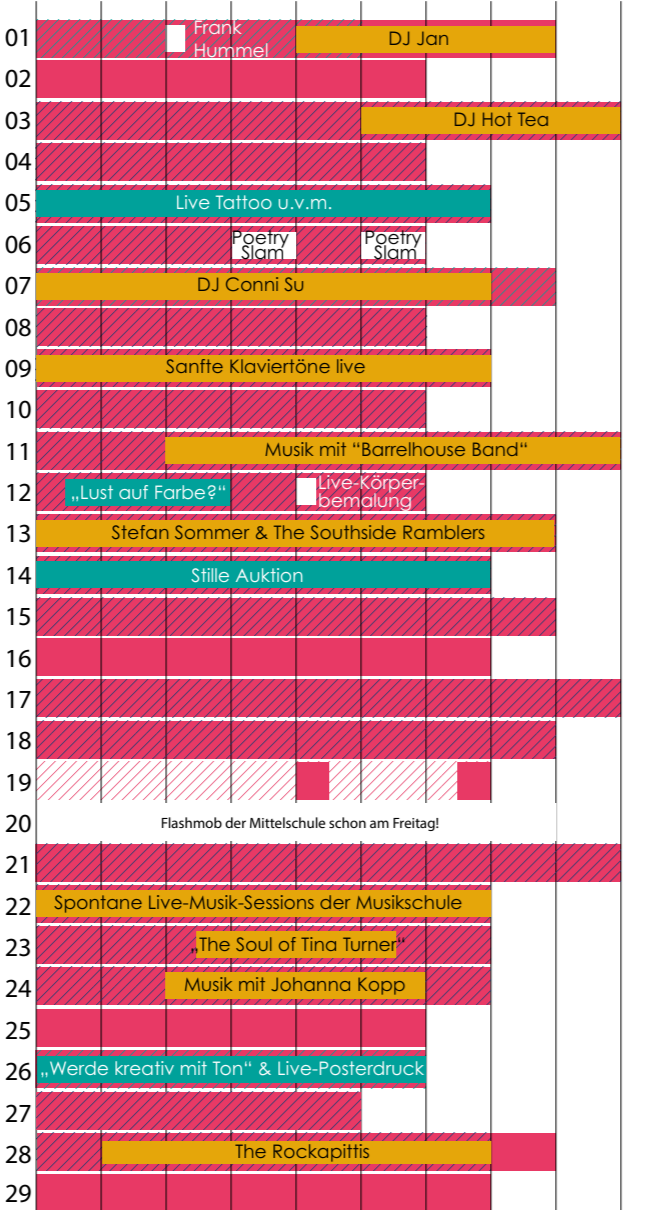 01
Frank
Hummel
DJ Jan
02
03
DJ Hot Tea
04
05
Live Tattoo u.v.m.
06
Poetry
Slam
Poetry
Slam
07
DJ Conni Su
08
09
Sanfte Klaviertöne live
10
11
Musik mit “Barrelhouse Band“
12
„Lust auf Farbe?“
Live-Körper-
bemalung
13
Stefan Sommer & The Southside Ramblers
14
Stille Auktion
15
16
17
18
19
20
Flashmob der Mittelschule schon am Freitag!
21
22
Spontane Live-Musik-Sessions der Musikschule
23
„The Soul of Tina Turner“
24
Musik mit Johanna Kopp
25
26
„Werde kreativ mit Ton“ & Live-Posterdruck
27
28
The Rockapittis
29